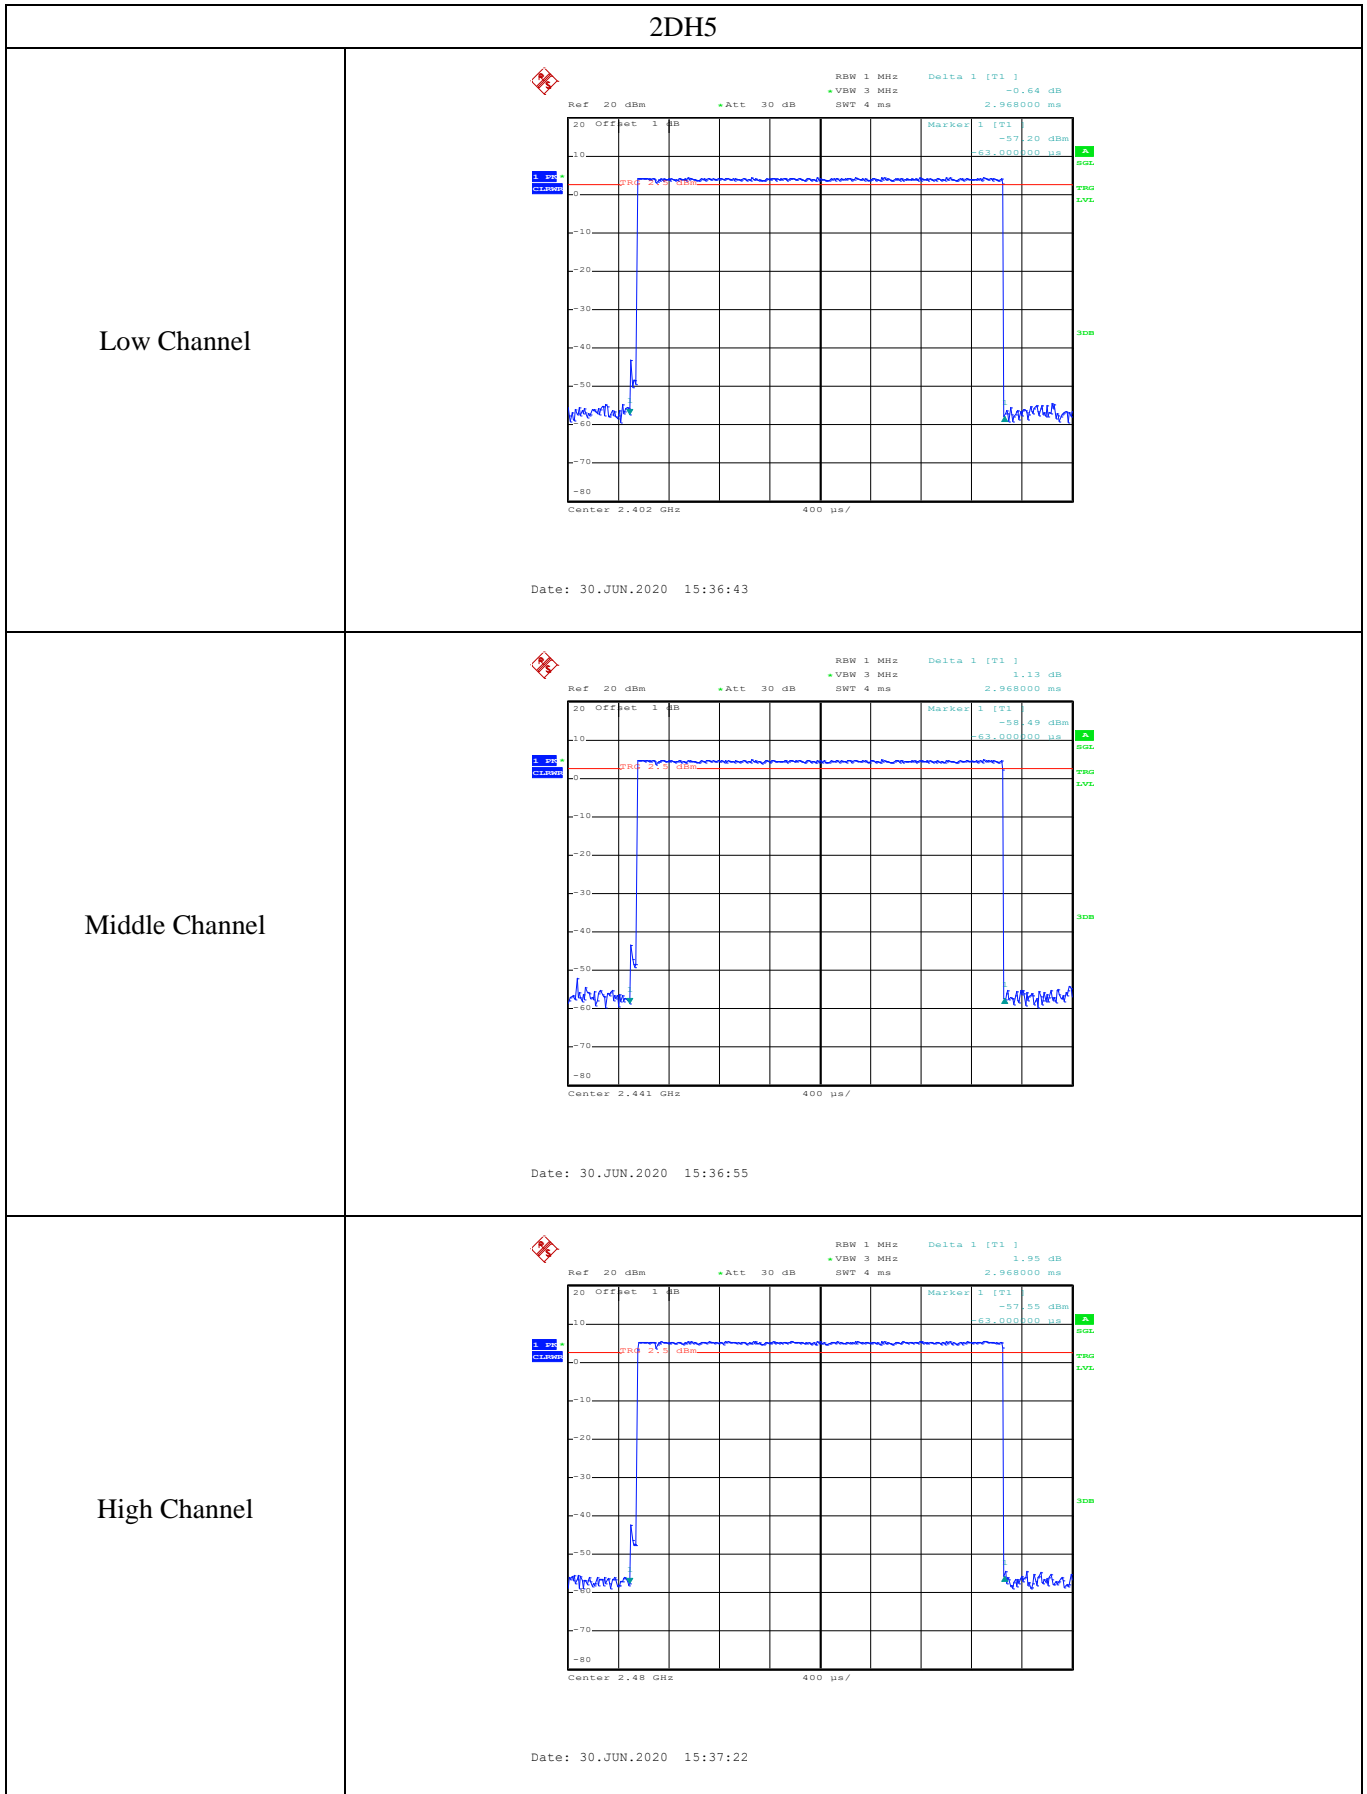 2DH5
Low Channel
RBW 1 MHz Delta 1 [T1 ]
*VBW 3 MHz -0.64 dB
Ref 20 dBm *Att 30 dB SWT 4 ms 2.968000 ms
20 Offset 1 dB Marker 1 [T1 ]
-57.20 dBm
10 -63.000000 µs A
SGL
1 PK*
CLRWR TRG 2.5 dBm TRG
0 LVL
-10
-20
-30
3DB
-40
-50
1 1
-60
-70
-80
Center 2.402 GHz 400 µs/
Date: 30.JUN.2020 15:36:43
Middle Channel
RBW 1 MHz Delta 1 [T1 ]
*VBW 3 MHz 1.13 dB
Ref 20 dBm *Att 30 dB SWT 4 ms 2.968000 ms
20 Offset 1 dB Marker 1 [T1 ]
-58.49 dBm
10 -63.000000 µs A
SGL
1 PK*
CLRWR TRG 2.5 dBm TRG
0 LVL
-10
-20
-30
3DB
-40
-50
1 1
-60
-70
-80
Center 2.441 GHz 400 µs/
Date: 30.JUN.2020 15:36:55
High Channel
RBW 1 MHz Delta 1 [T1 ]
*VBW 3 MHz 1.95 dB
Ref 20 dBm *Att 30 dB SWT 4 ms 2.968000 ms
20 Offset 1 dB Marker 1 [T1 ]
-57.55 dBm
10 -63.000000 µs A
SGL
1 PK*
CLRWR TRG 2.5 dBm TRG
0 LVL
-10
-20
-30
3DB
-40
-50
1 1
-60
-70
-80
Center 2.48 GHz 400 µs/
Date: 30.JUN.2020 15:37:22